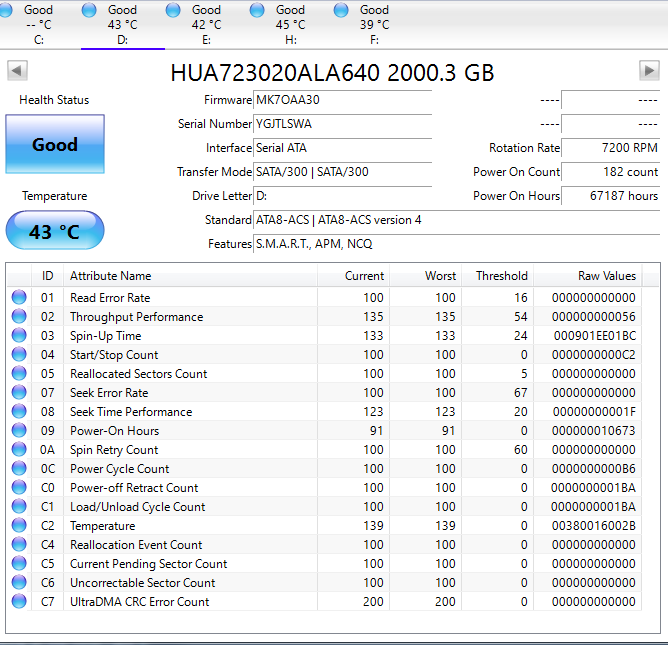 Good Good Good Good Good
-- °C 43 °C 42 °C 45 °C 39 °C
C: D: E: H: F:
HUA723020ALA640 2000.3 GB
Health Status
Good
Temperature
43 °C
Firmware MK7OAA30
Serial Number YGJTLSWA
Interface Serial ATA
Transfer Mode SATA/300 | SATA/300
Drive Letter D:
Standard ATA8-ACS | ATA8-ACS version 4
Features S.M.A.R.T., APM, NCQ
---- ----
---- ----
Rotation Rate 7200 RPM
Power On Count 182 count
Power On Hours 67187 hours
ID Attribute Name Current Worst Threshold Raw Values
01 Read Error Rate 100 100 16 000000000000
02 Throughput Performance 135 135 54 000000000056
03 Spin-Up Time 133 133 24 000901EE01BC
04 Start/Stop Count 100 100 0 0000000000C2
05 Reallocated Sectors Count 100 100 5 000000000000
07 Seek Error Rate 100 100 67 000000000000
08 Seek Time Performance 123 123 20 00000000001F
09 Power-On Hours 91 91 0 000000010673
0A Spin Retry Count 100 100 60 000000000000
0C Power Cycle Count 100 100 0 0000000000B6
C0 Power-off Retract Count 100 100 0 0000000001BA
C1 Load/Unload Cycle Count 100 100 0 0000000001BA
C2 Temperature 139 139 0 00380016002B
C4 Reallocation Event Count 100 100 0 000000000000
C5 Current Pending Sector Count 100 100 0 000000000000
C6 Uncorrectable Sector Count 100 100 0 000000000000
C7 UltraDMA CRC Error Count 200 200 0 000000000000